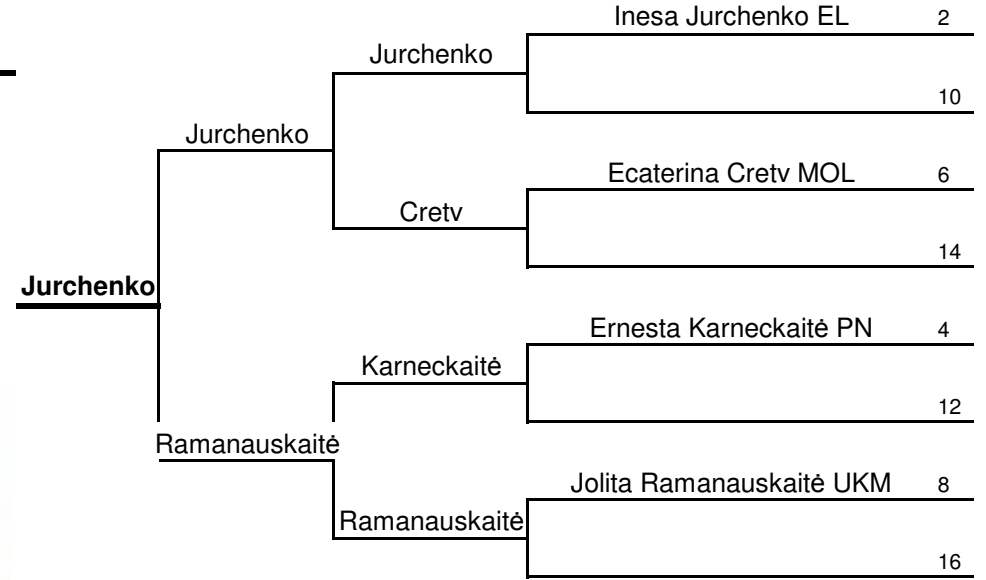 Inesa Jurchenko EL 2
Jurchenko
10
Jurchenko
Ecaterina Cretv MOL 6
Cretv
14
Jurchenko
Ernesta Karneckaitė PN 4
Karneckaitė
12
Ramanauskaitė
Jolita Ramanauskaitė UKM 8
Ramanauskaitė
16